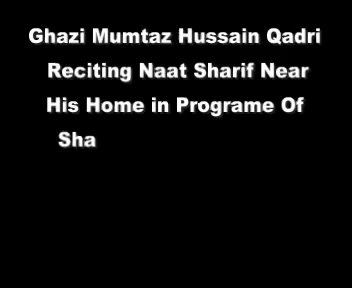 Ghazi Mumtaz Hussain Qadri
Reciting Naat Sharif Near
His Home in Programe Of
Sha